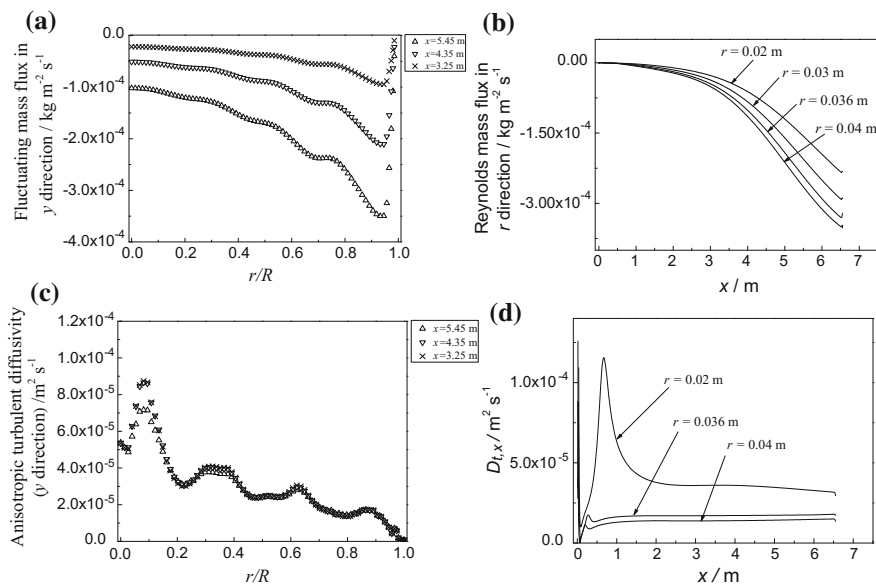 (a)
Fluctuating mass flux in
y direction / kg m⁻² s⁻¹
0.0
-1.0x10⁻⁴
-2.0x10⁻⁴
-3.0x10⁻⁴
-4.0x10⁻⁴
0.0 0.2 0.4 0.6 0.8 1.0
r/R
x=5.45 m
x=4.35 m
x=3.25 m
(b)
Reynolds mass flux in
r direction / kg m⁻² s⁻¹
0.00
-1.50x10⁻⁴
-3.00x10⁻⁴
0 1 2 3 4 5 6 7
x / m
r = 0.02 m
r = 0.03 m
r = 0.036 m
r = 0.04 m
(c)
Anisotropic turbulent diffusivity
(y direction) /m² s⁻¹
1.2x10⁻⁴
1.0x10⁻⁴
8.0x10⁻⁵
6.0x10⁻⁵
4.0x10⁻⁵
2.0x10⁻⁵
0.0
0.0 0.2 0.4 0.6 0.8 1.0
r/R
x=5.45 m
x=4.35 m
x=3.25 m
(d)
Dt,x / m² s⁻¹
1.0x10⁻⁴
5.0x10⁻⁵
0.0
0 1 2 3 4 5 6 7
x / m
r = 0.02 m
r = 0.036 m
r = 0.04 m